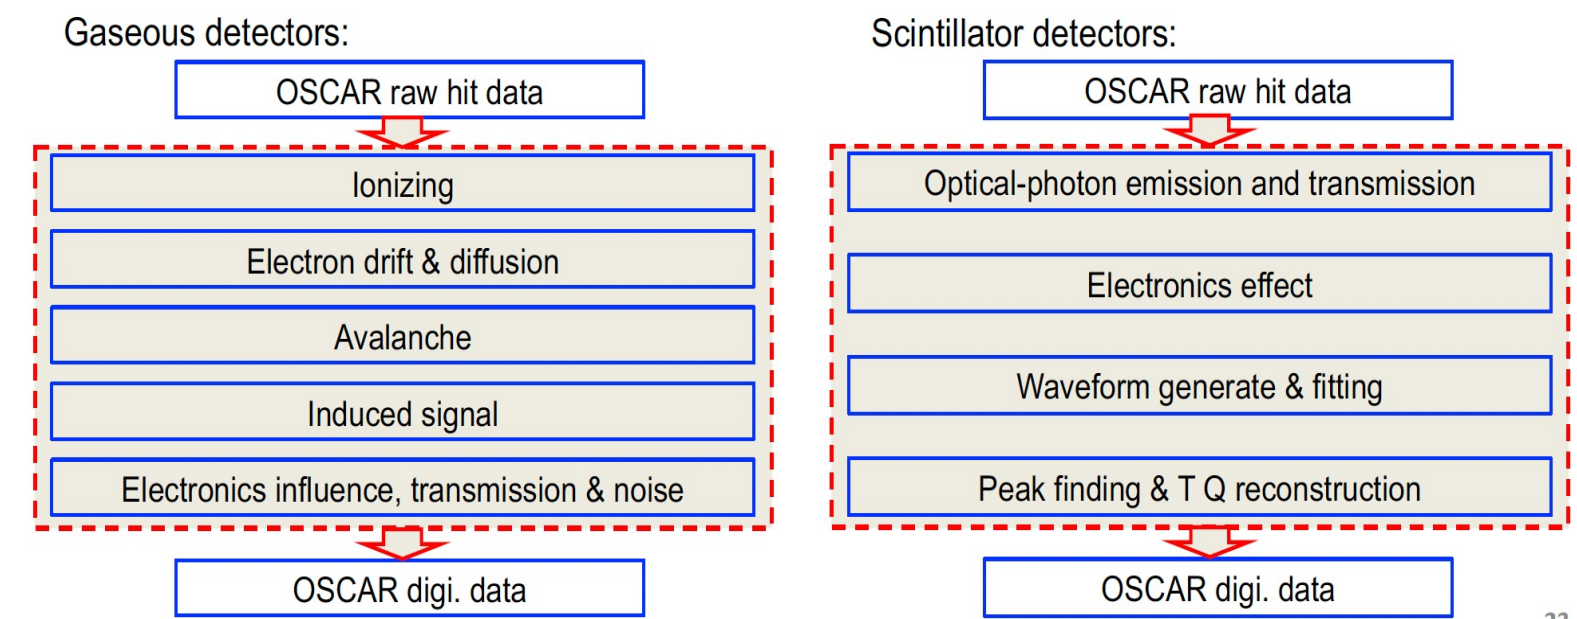 Gaseous detectors:
OSCAR raw hit data
Ionizing
Electron drift & diffusion
Avalanche
Induced signal
Electronics influence, transmission & noise
OSCAR digi. data
Scintillator detectors:
OSCAR raw hit data
Optical-photon emission and transmission
Electronics effect
Waveform generate & fitting
Peak finding & T Q reconstruction
OSCAR digi. data